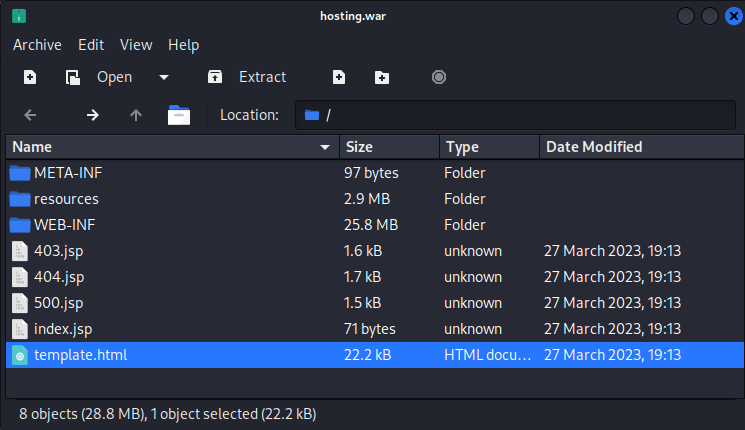 hosting.war
Archive Edit View Help
Open Extract
Location: /
Name Size Type Date Modified
META-INF 97 bytes Folder
resources 2.9 MB Folder
WEB-INF 25.8 MB Folder
403.jsp 1.6 kB unknown 27 March 2023, 19:13
404.jsp 1.7 kB unknown 27 March 2023, 19:13
500.jsp 1.5 kB unknown 27 March 2023, 19:13
index.jsp 71 bytes unknown 27 March 2023, 19:13
template.html 22.2 kB HTML docu... 27 March 2023, 19:13
8 objects (28.8 MB), 1 object selected (22.2 kB)